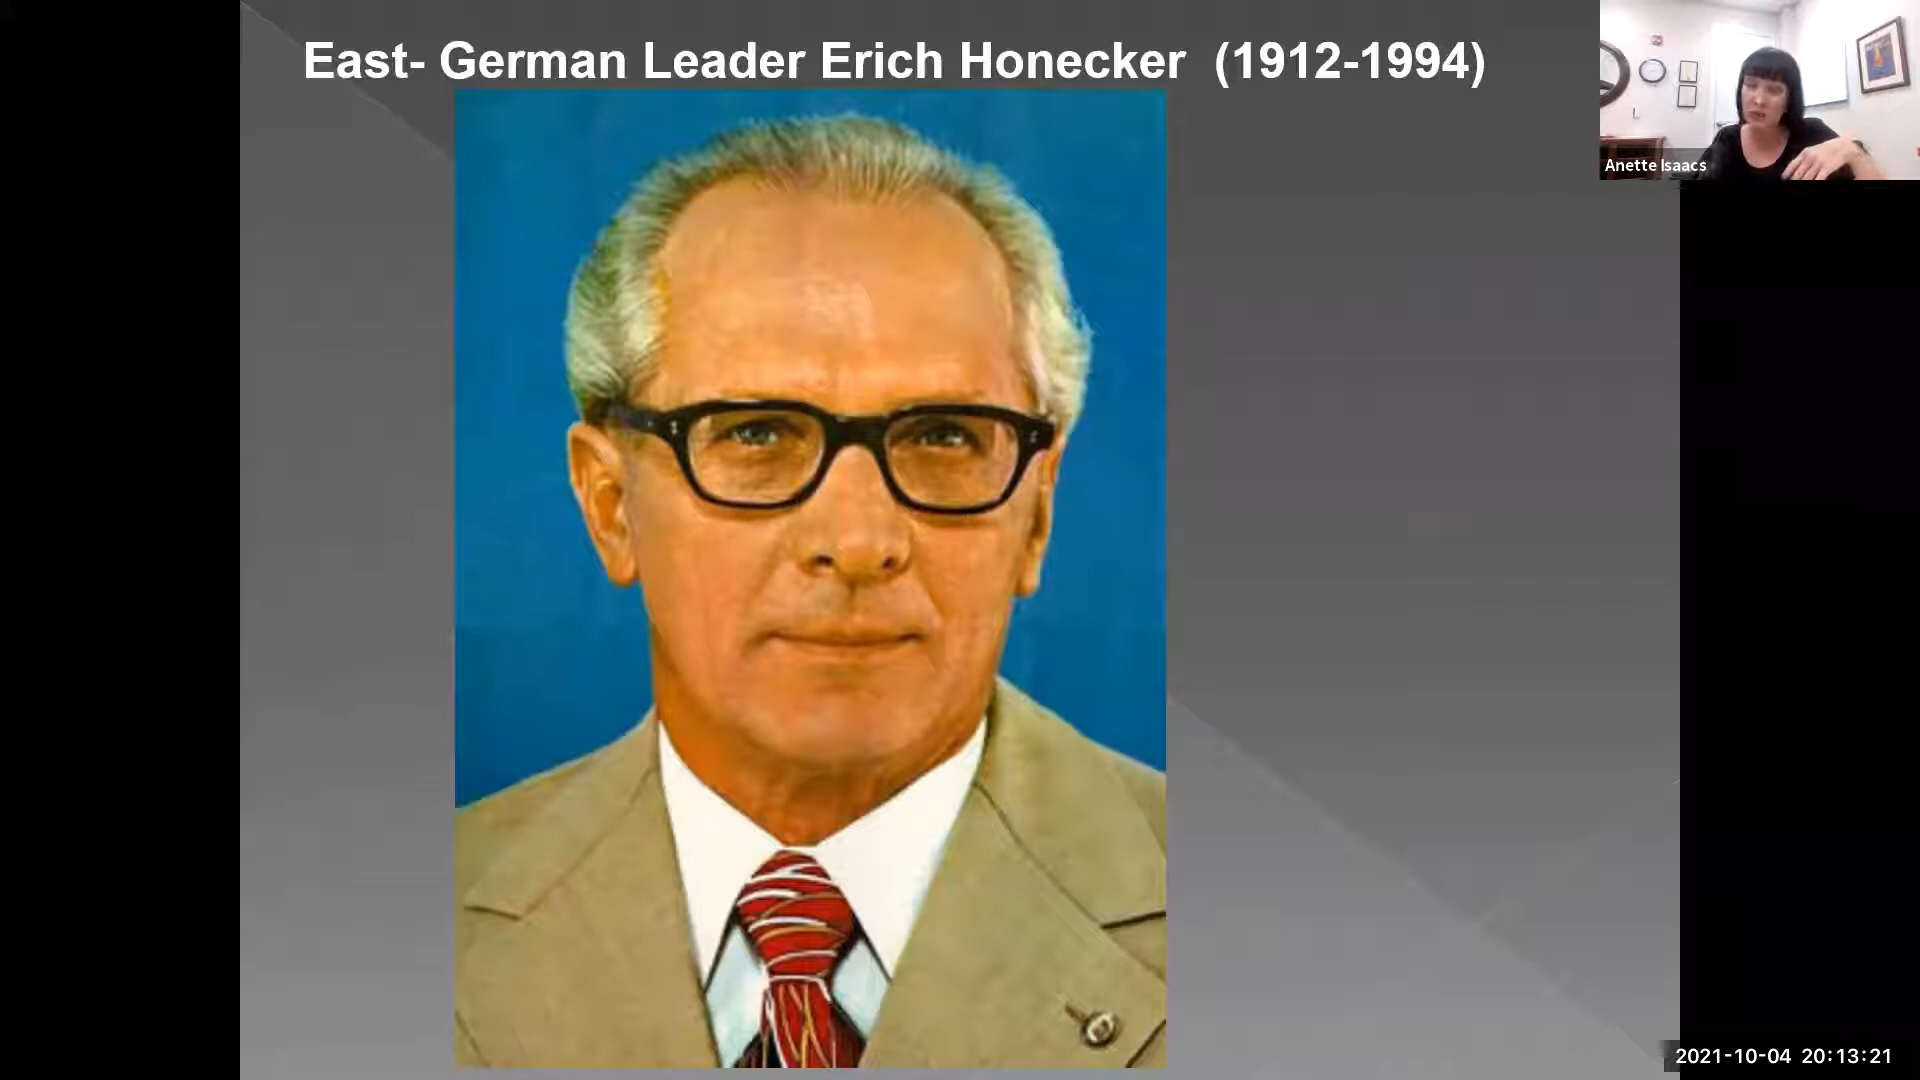 East- German Leader Erich Honecker (1912-1994)
Anette Isaacs
2021-10-04 20:13:21